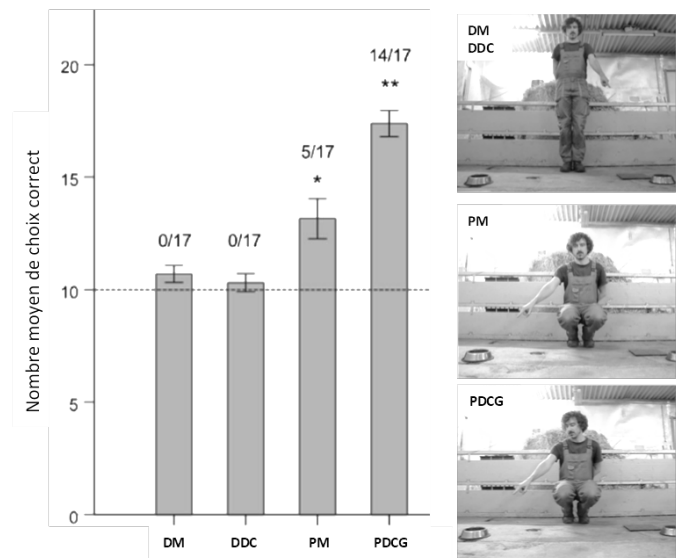 Nombre moyen de choix correct
20
15
10
5
0
0/17
0/17
5/17
*
14/17
**
DM
DDC
PM
PDCG
DM
DDC
PM
PDCG